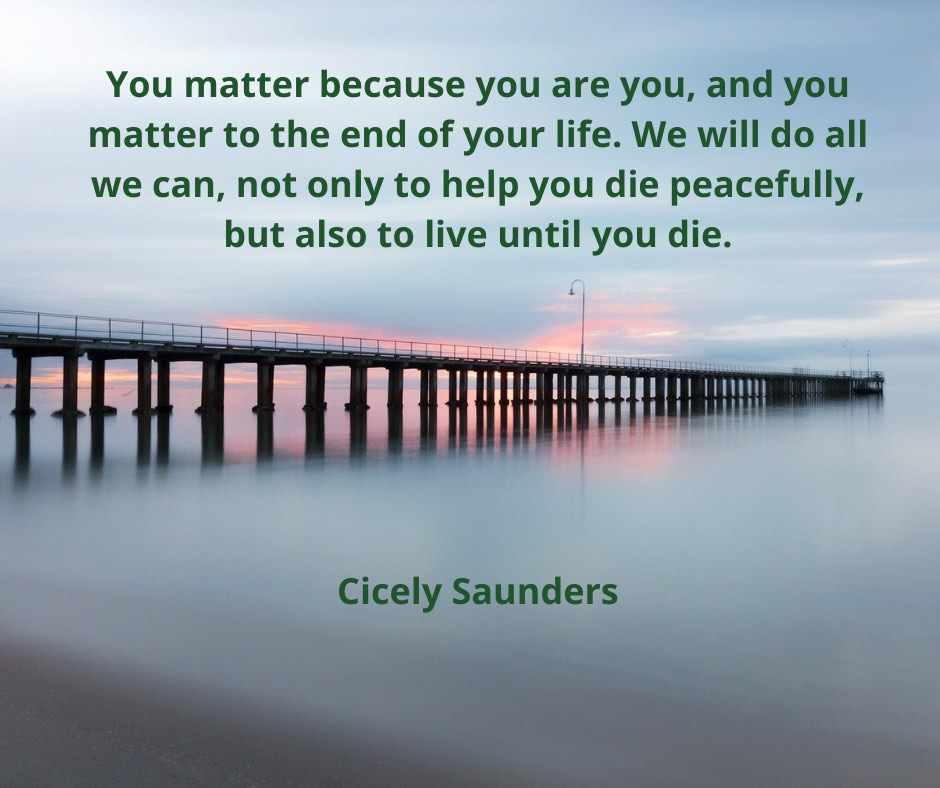 You matter because you are you, and you
matter to the end of your life. We will do all
we can, not only to help you die peacefully,
but also to live until you die.
Cicely Saunders